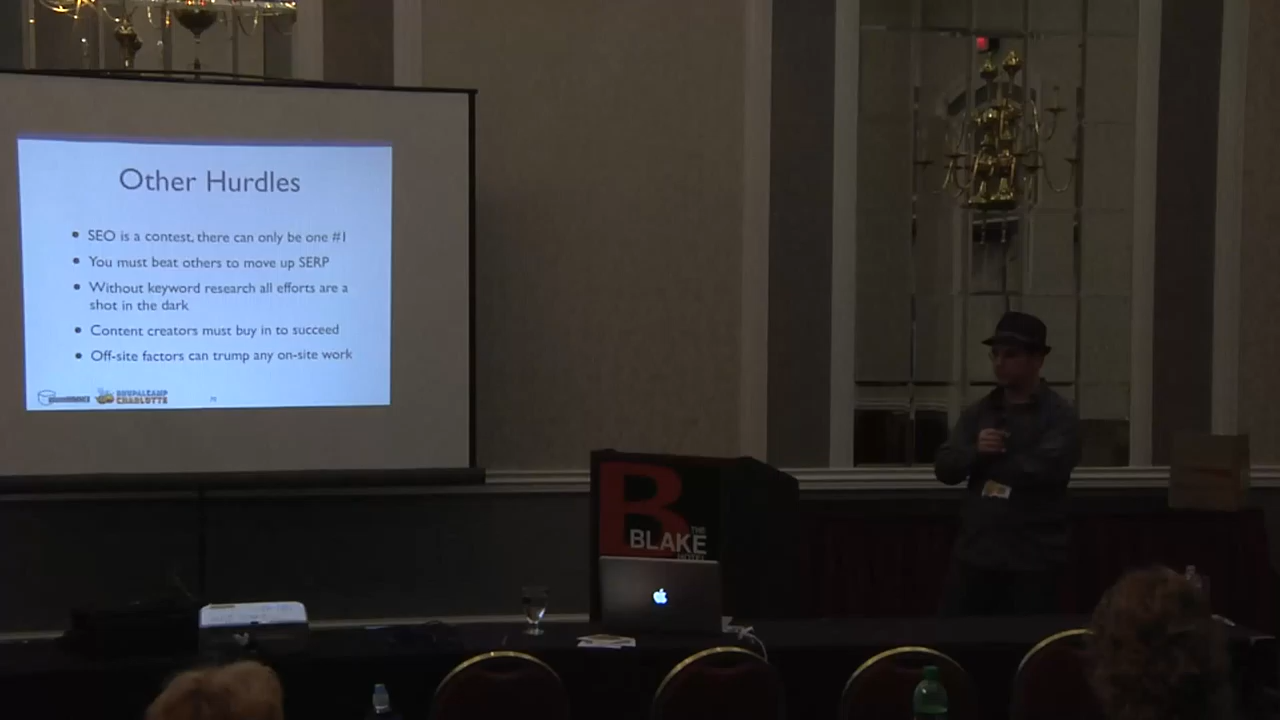 Other Hurdles
• SEO is a contest, there can only be one #1
• You must beat others to move up SERP
• Without keyword research all efforts are a
shot in the dark
• Content creators must buy in to succeed
• Off-site factors can trump any on-site work
DRUPALCAMP
CHARLOTTE
B
THE
BLAKE
HOTEL